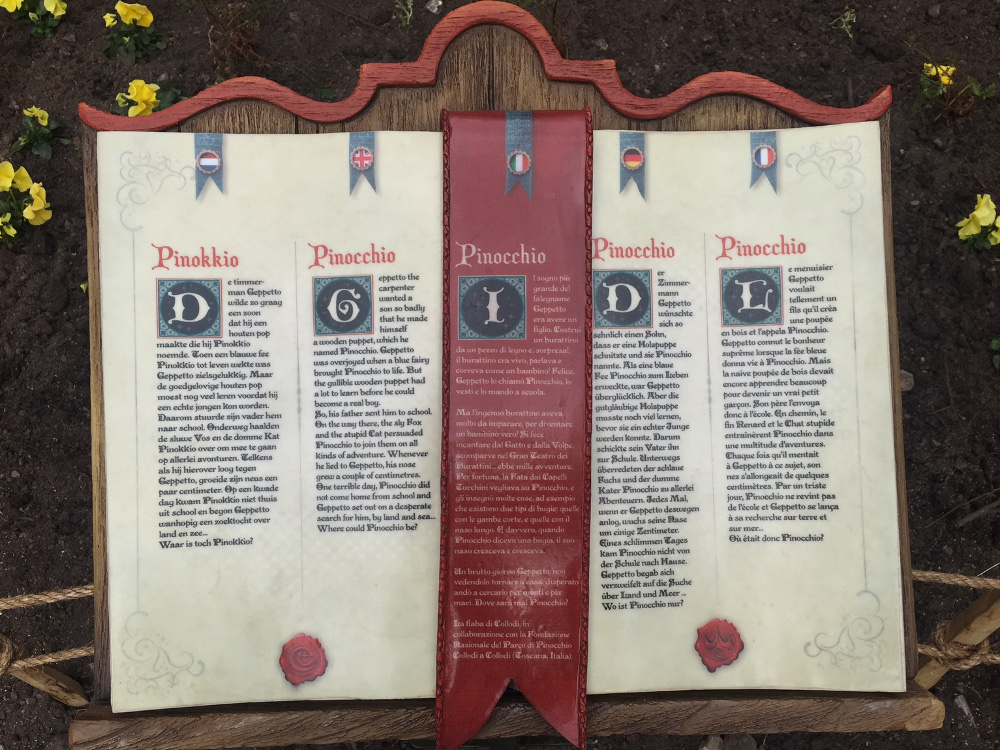 Pinokkio
De timmer-
man Geppetto
wilde zo graag
een zoon
dat hij een
houten pop
maakte die hij Pinokkio
noemde. Toen een blauwe fee
Pinokkio tot leven wekte was
Geppetto zielsgelukkig. Maar
de goedgelovige houten pop
moest nog veel leren voordat hij
een echte jongen kon worden.
Daarom stuurde zijn vader hem
naar school. Onderweg haalden
de sluwe Vos en de domme Kat
Pinokkio over om mee te gaan
op allerlei avonturen. Telkens
als hij hierover loog tegen
Geppetto, groeide zijn neus een
paar centimeter. Op een kwade
dag kwam Pinokkio niet thuis
uit school en begon Geppetto
wanhopig een zoektocht over
land en zee..
Waar is toch Pinokkio?
Pinocchio
Geppetto the
carpenter
wanted a
son so badly
that he made
himself
a wooden puppet, which he
named Pinocchio. Geppetto
was overjoyed when a blue fairy
brought Pinocchio to life. But
the gullible wooden puppet had
a lot to learn before he could
become a real boy.
So, his father sent him to school.
On the way there, the sly Fox
and the stupid Cat persuaded
Pinocchio to join them on all
kinds of adventure. Whenever
he lied to Geppetto, his nose
grew a couple of centimetres.
One terrible day, Pinocchio did
not come home from school and
Geppetto set out on a desperate
search for him, by land and sea...
Where could Pinocchio be?
Pinocchio
Il sogno più
grande del
falegname
Geppetto
era avere un
figlio. Costruì
un burattino
da un pezzo di legno e, sorpresa!,
il burattino era vivo, parlava e
correva come un bambino! Felice,
Geppetto lo chiamò Pinocchio, lo
vestì e lo mandò a scuola.
Ma l'ingenuo burattino aveva
molto da imparare, per diventare
un bambino vero! Si fece
incantare dal Gatto e dalla Volpe,
scomparve nel Gran Teatro dei
Burattini... ebbe mille avventure.
Per fortuna, la Fata dai Capelli
Turchini vegliava su Pinocchio, e
gli insegnò molte cose, ad esempio
che esistono due tipi di bugie: quelle
con le gambe corte, e quelle con il
naso lungo. E davvero, quando
Pinocchio diceva una bugia, il suo
naso cresceva e cresceva.
Un brutto giorno Geppetto, non
vedendolo tornare a casa, disperato
andò a cercarlo per monti e per
mari. Dove sarà mai Pinocchio?
La fiaba di Collodi, in
collaborazione con la Fondazione
Nazionale del Parco di Pinocchio
Collodi a Collodi (Toscana, Italia).
Pinocchio
Der
Zimmer-
mann
Geppetto
wünschte
sich so
sehnlich einen Sohn,
dass er eine Holzpuppe
schnitzte und sie Pinocchio
nannte. Als eine blaue
Fee Pinocchio zum Leben
erweckte, war Geppetto
überglücklich. Aber die
gutgläubige Holzpuppe
musste noch viel lernen,
bevor sie ein echter Junge
werden konnte. Darum
schickte sein Vater ihn
zur Schule. Unterwegs
überredeten der schlaue
Fuchs und der dumme
Kater Pinocchio zu allerlei
Abenteuern. Jedes Mal,
wenn er Geppetto deswegen
anlog, wuchs seine Nase
um einige Zentimeter.
Eines schlimmen Tages
kam Pinocchio nicht von
der Schule nach Hause.
Geppetto begab sich
verzweifelt auf die Suche
über Land und Meer ..
Wo ist Pinocchio nur?
Pinocchio
Le menuisier
Geppetto
voulait
tellement un
fils qu'il créa
une poupée
en bois et l'appela Pinocchio.
Geppetto connut le bonheur
suprême lorsque la fée bleue
donna vie à Pinocchio. Mais
la naïve poupée de bois devait
encore apprendre beaucoup
pour devenir un vrai petit
garçon. Son père l'envoya
donc à l'école. En chemin, le
fin Renard et le Chat stupide
entraînèrent Pinocchio dans
une multitude d'aventures.
Chaque fois qu'il mentait
à Geppetto à ce sujet, son
nes s'allongeait de quelques
centimètres. Par un triste
jour, Pinocchio ne revint pas
de l'école et Geppetto se lança
à sa recherche sur terre et
sur mer..
Où était donc Pinocchio?